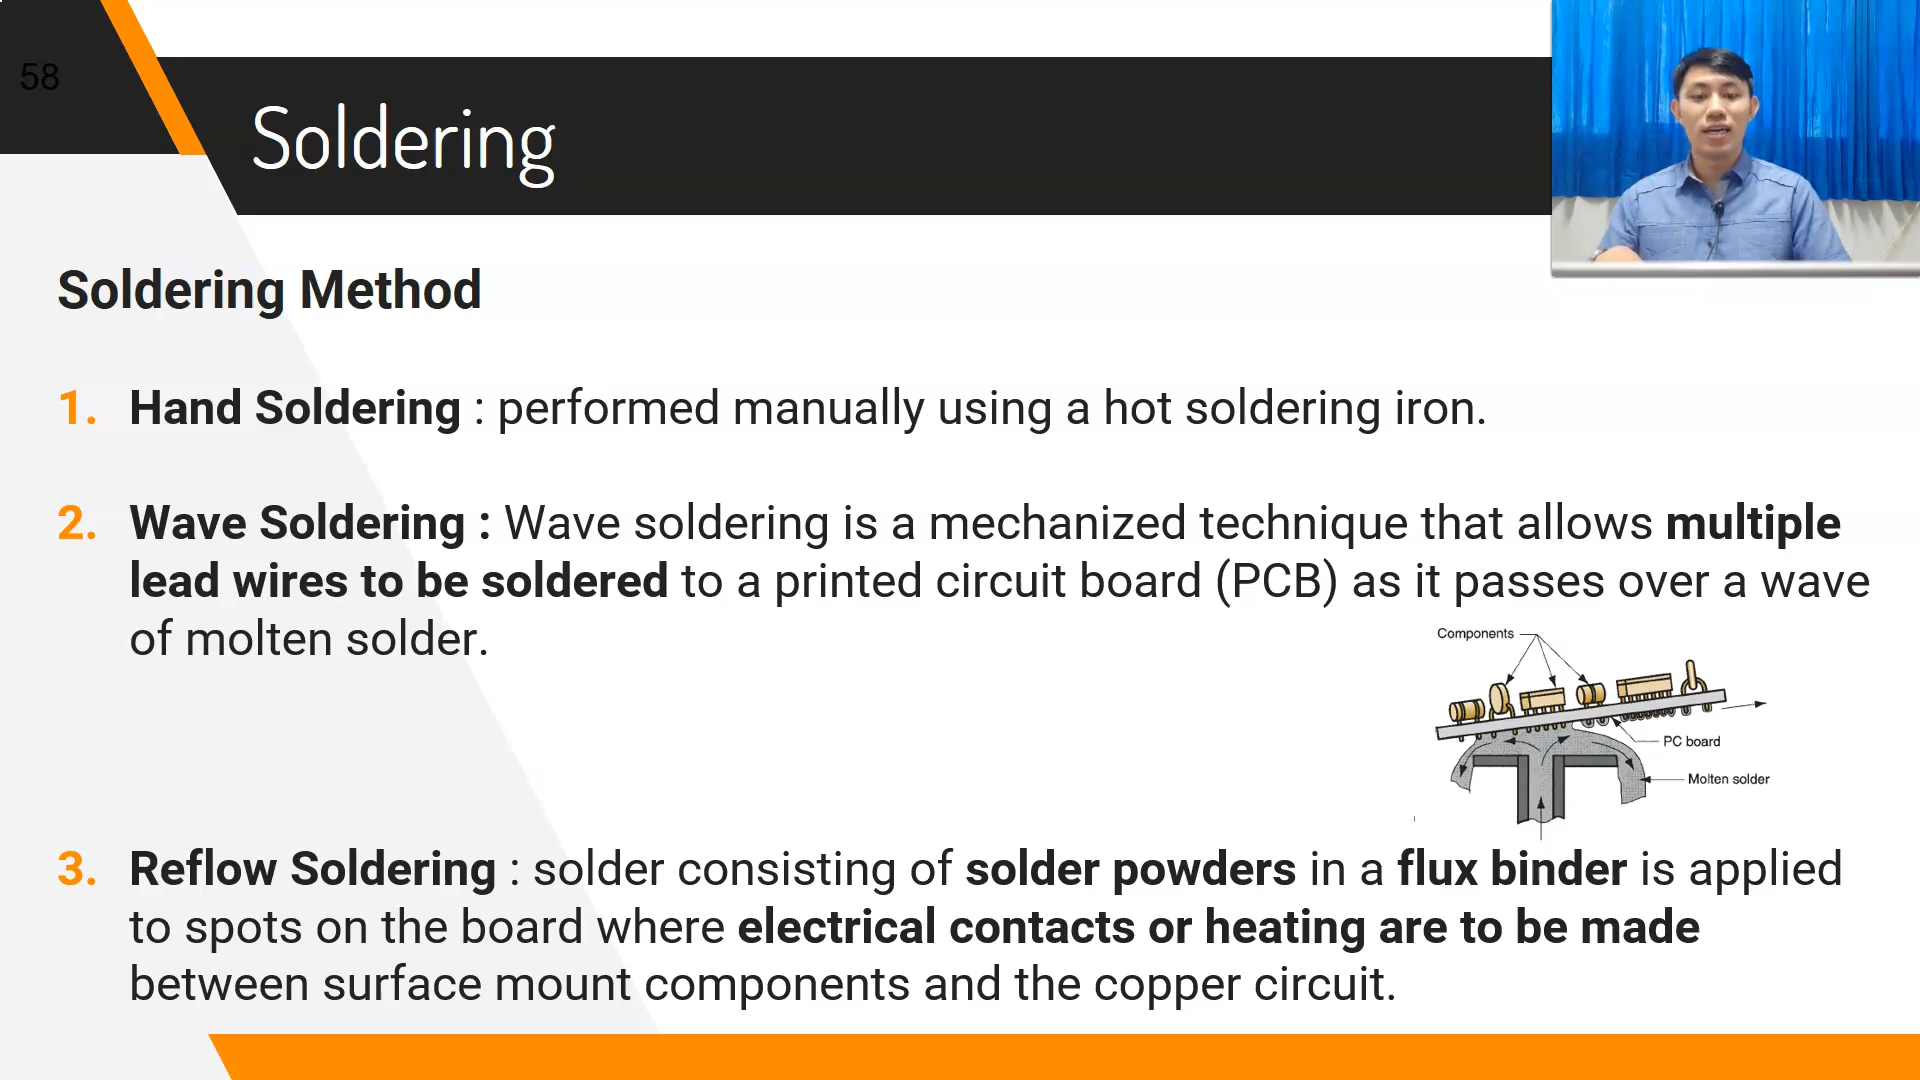 58
Soldering
Soldering Method
1. Hand Soldering : performed manually using a hot soldering iron.
2. Wave Soldering : Wave soldering is a mechanized technique that allows multiple
lead wires to be soldered to a printed circuit board (PCB) as it passes over a wave
of molten solder.
Components
PC board
Molten solder
3. Reflow Soldering : solder consisting of solder powders in a flux binder is applied
to spots on the board where electrical contacts or heating are to be made
between surface mount components and the copper circuit.